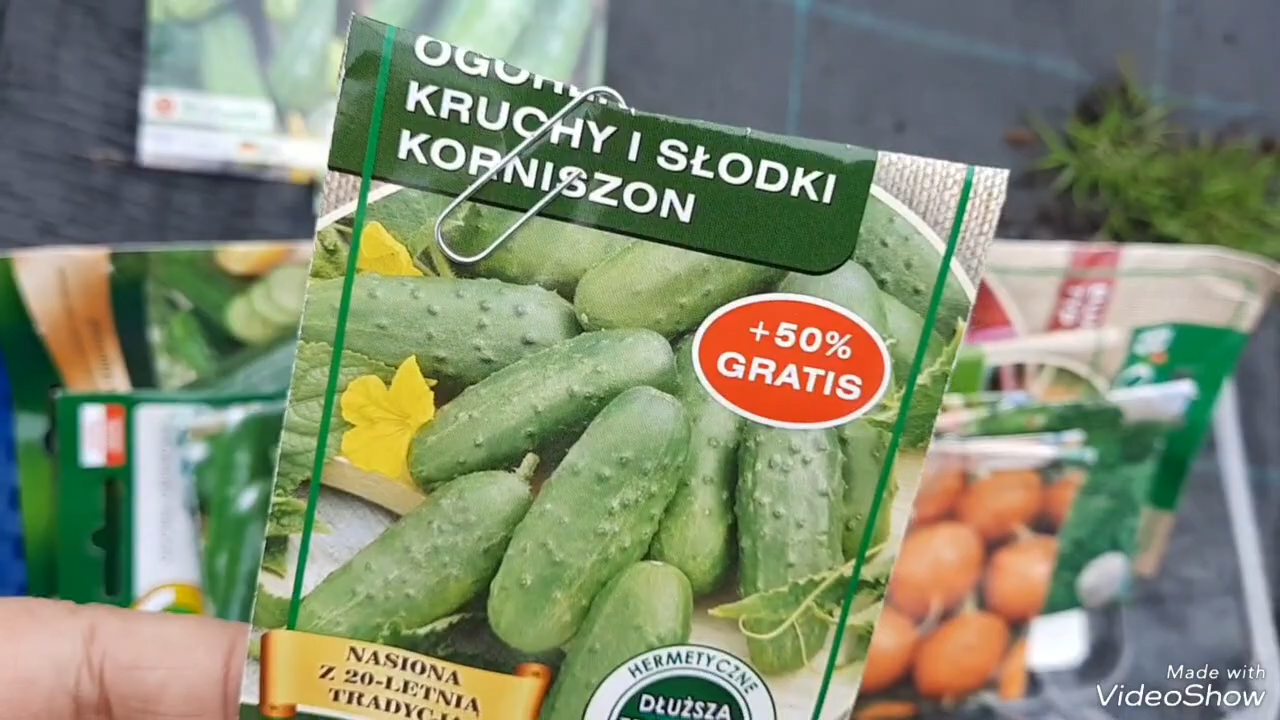 KRUCHY I SŁODKI
KORNISZON
+50%
GRATIS
NASIONA
Z 20-LETNIĄ
HERMETYCZNE
DŁUŻSZA
Made with
VideoShow